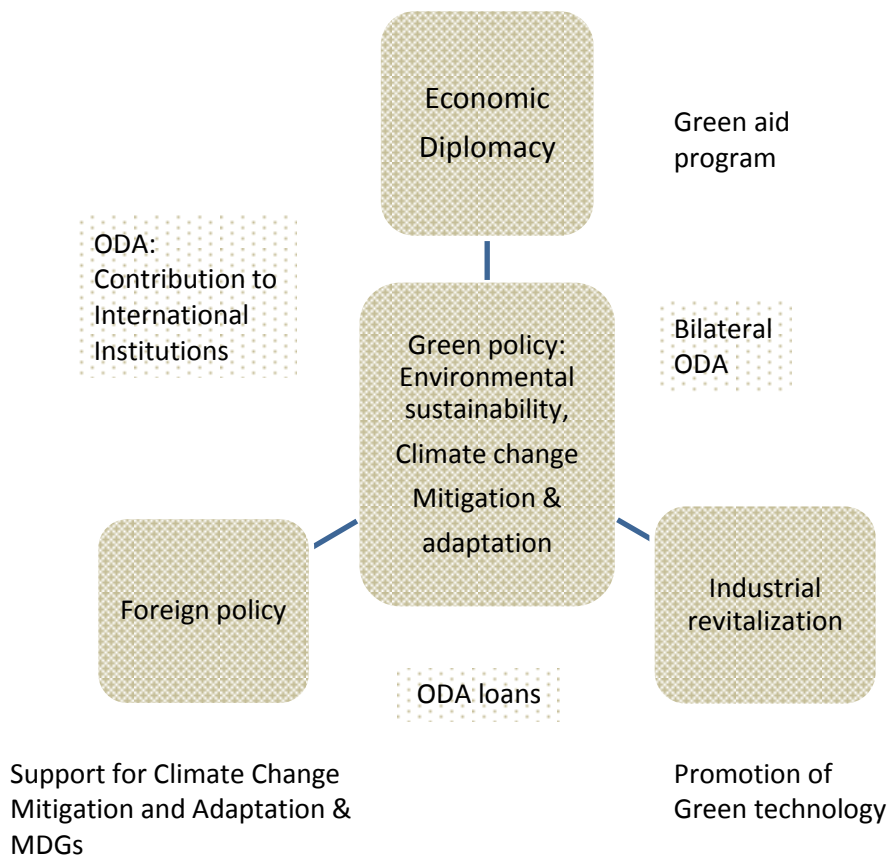 Economic
Diplomacy
Green aid
program
ODA:
Contribution to
International
Institutions
Green policy:
Environmental
sustainability,
Climate change
Mitigation &
adaptation
Bilateral
ODA
Foreign policy
Industrial
revitalization
ODA loans
Support for Climate Change
Mitigation and Adaptation &
MDGs
Promotion of
Green technology